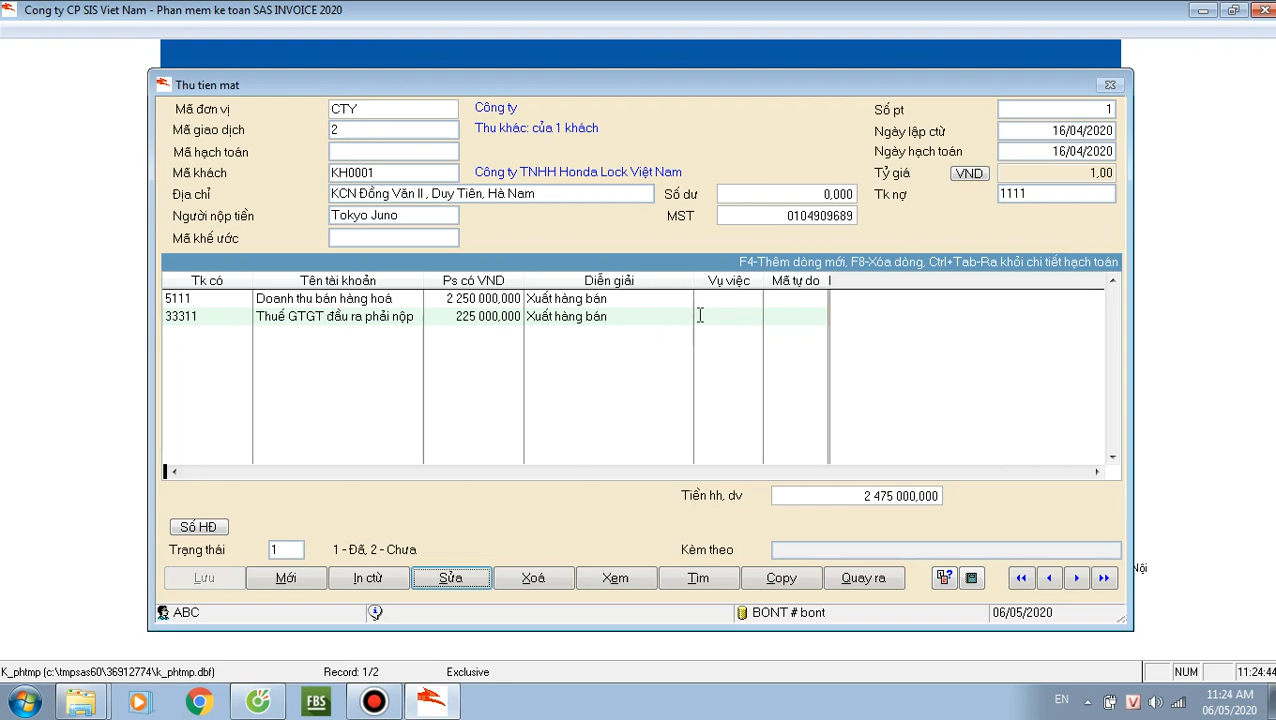 Cong ty CP SIS Viet Nam - Phan mem ke toan SAS INVOICE 2020
Thu tien mat
Mã đơn vị CTY Công ty Số pt 1
Mã giao dịch 2 Thu khác: của 1 khách Ngày lập ctừ 16/04/2020
Mã hạch toán Ngày hạch toán 16/04/2020
Mã khách KH0001 Công ty TNHH Honda Lock Việt Nam Tỷ giá VND 1,00
Địa chỉ KCN Đồng Văn II , Duy Tiên, Hà Nam Số dư 0,000 Tk nợ 1111
Người nộp tiền Tokyo Juno MST 0104909689
Mã khế ước
F4-Thêm dòng mới, F8-Xóa dòng, Ctrl+Tab-Ra khỏi chi tiết hạch toán
Tk có Tên tài khoản Ps có VND Diễn giải Vụ việc Mã tự do
5111 Doanh thu bán hàng hoá 2 250 000,000 Xuất hàng bán
33311 Thuế GTGT đầu ra phải nộp 225 000,000 Xuất hàng bán
Tiền hh, dv 2 475 000,000
Số HĐ
Trạng thái 1 1 - Đã, 2 - Chưa Kèm theo
Nội
Lưu Mới In ctừ Sửa Xoá Xem Tìm Copy Quay ra
ABC BONT # bont 06/05/2020
K_phtmp (c:\tmpsas60\36912774\k_phtmp.dbf) Record: 1/2 Exclusive NUM 11:24:44
FBS EN 11:24 AM
06/05/2020